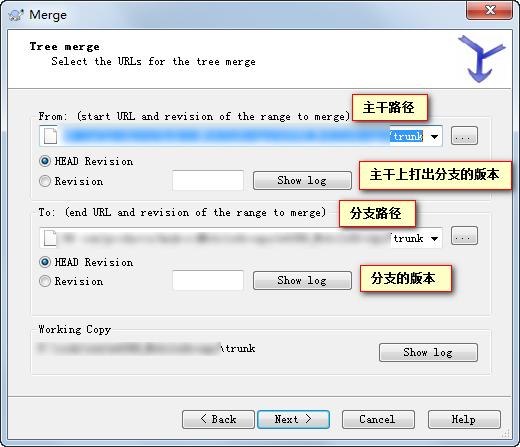 Merge
Tree merge
Select the URLs for the tree merge
From: (start URL and revision of the range to merge)
主干路径
/trunk
...
HEAD Revision
主干上打出分支的版本
Revision
Show log
To: (end URL and revision of the range to merge)
分支路径
/trunk
...
HEAD Revision
分支的版本
Revision
Show log
Working Copy
\trunk
Show log
< Back
Next >
Cancel
Help